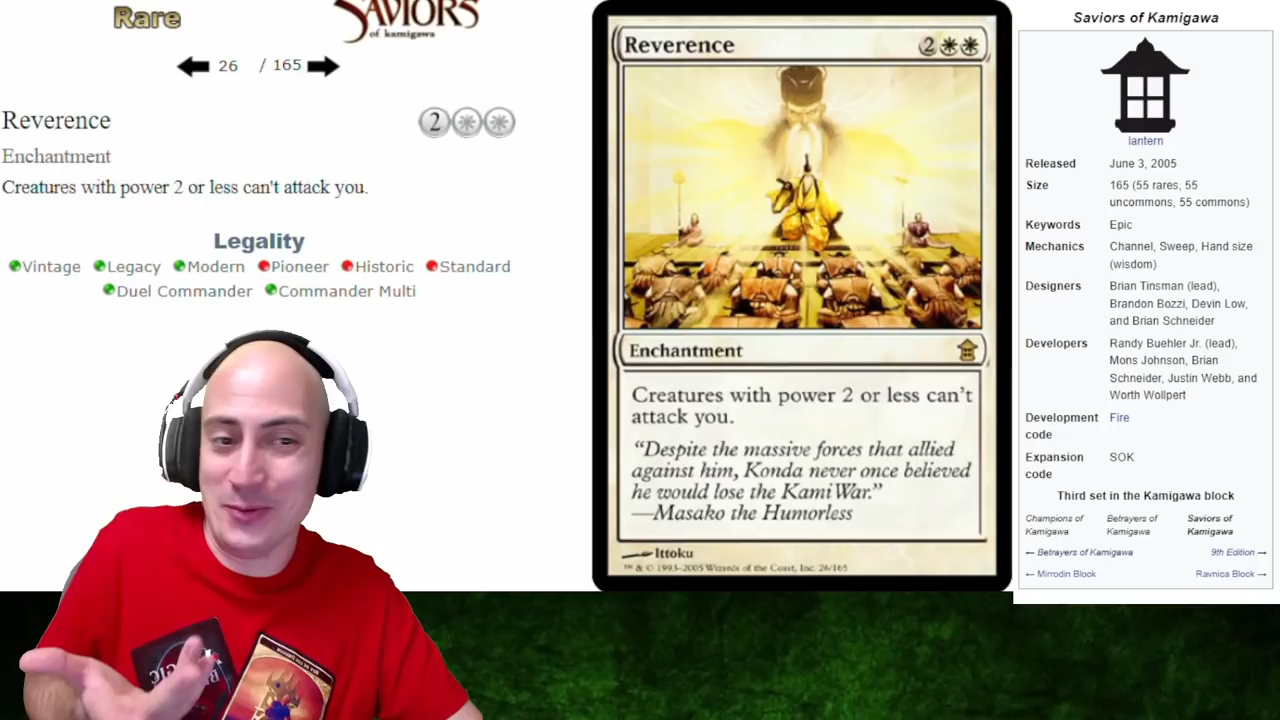 Rare
SAVIORS
of kamigawa
26 / 165
Reverence
2
Enchantment
Creatures with power 2 or less can't attack you.
Legality
Vintage Legacy Modern Pioneer Historic Standard
Duel Commander Commander Multi
Reverence 2
Enchantment
Creatures with power 2 or less can't
attack you.
"Despite the massive forces that allied
against him, Konda never once believed
he would lose the Kami War."
—Masako the Humorless
Ittoku
™ & © 1993–2005 Wizards of the Coast, Inc. 26/165
Saviors of Kamigawa
lantern
Released June 3, 2005
Size 165 (55 rares, 55
uncommons, 55 commons)
Keywords Epic
Mechanics Channel, Sweep, Hand size
(wisdom)
Designers Brian Tinsman (lead),
Brandon Bozzi, Devin Low,
and Brian Schneider
Developers Randy Buehler Jr. (lead),
Mons Johnson, Brian
Schneider, Justin Webb, and
Worth Wollpert
Development Fire
code
Expansion SOK
code
Third set in the Kamigawa block
Champions of Betrayers of Saviors of
Kamigawa Kamigawa Kamigawa
← Betrayers of Kamigawa 9th Edition →
← Mirrodin Block Ravnica Block →